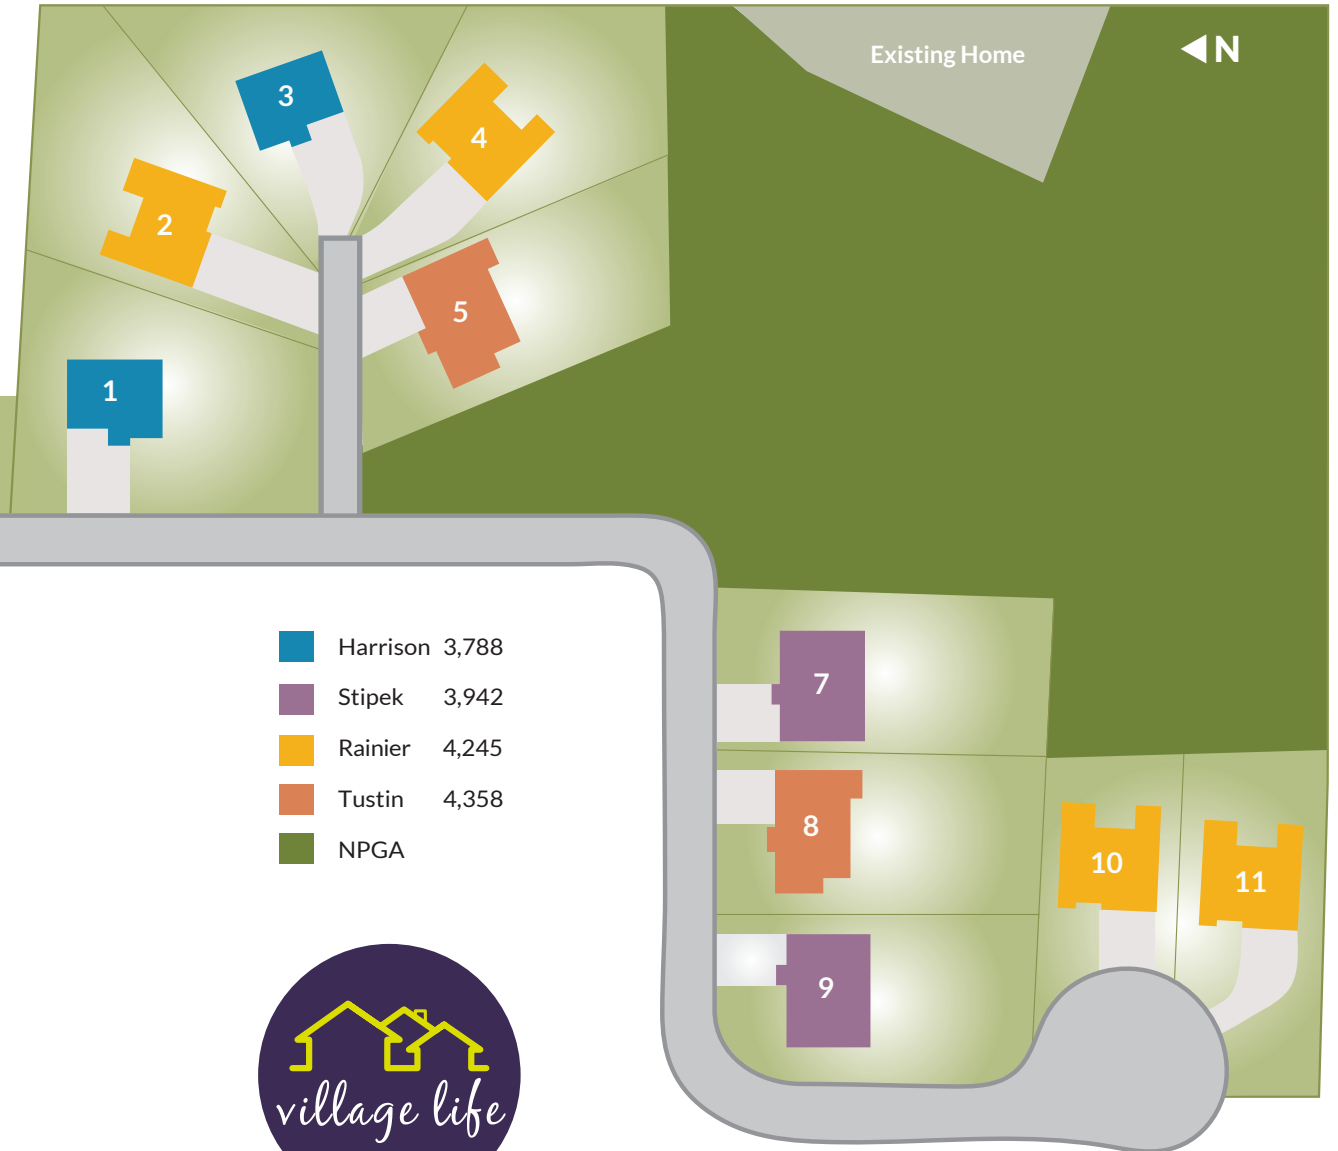 Existing Home
N
3
4
2
5
1
Harrison 3,788
Stipek 3,942
Rainier 4,245
Tustin 4,358
NPGA
7
8
10
11
9
village life